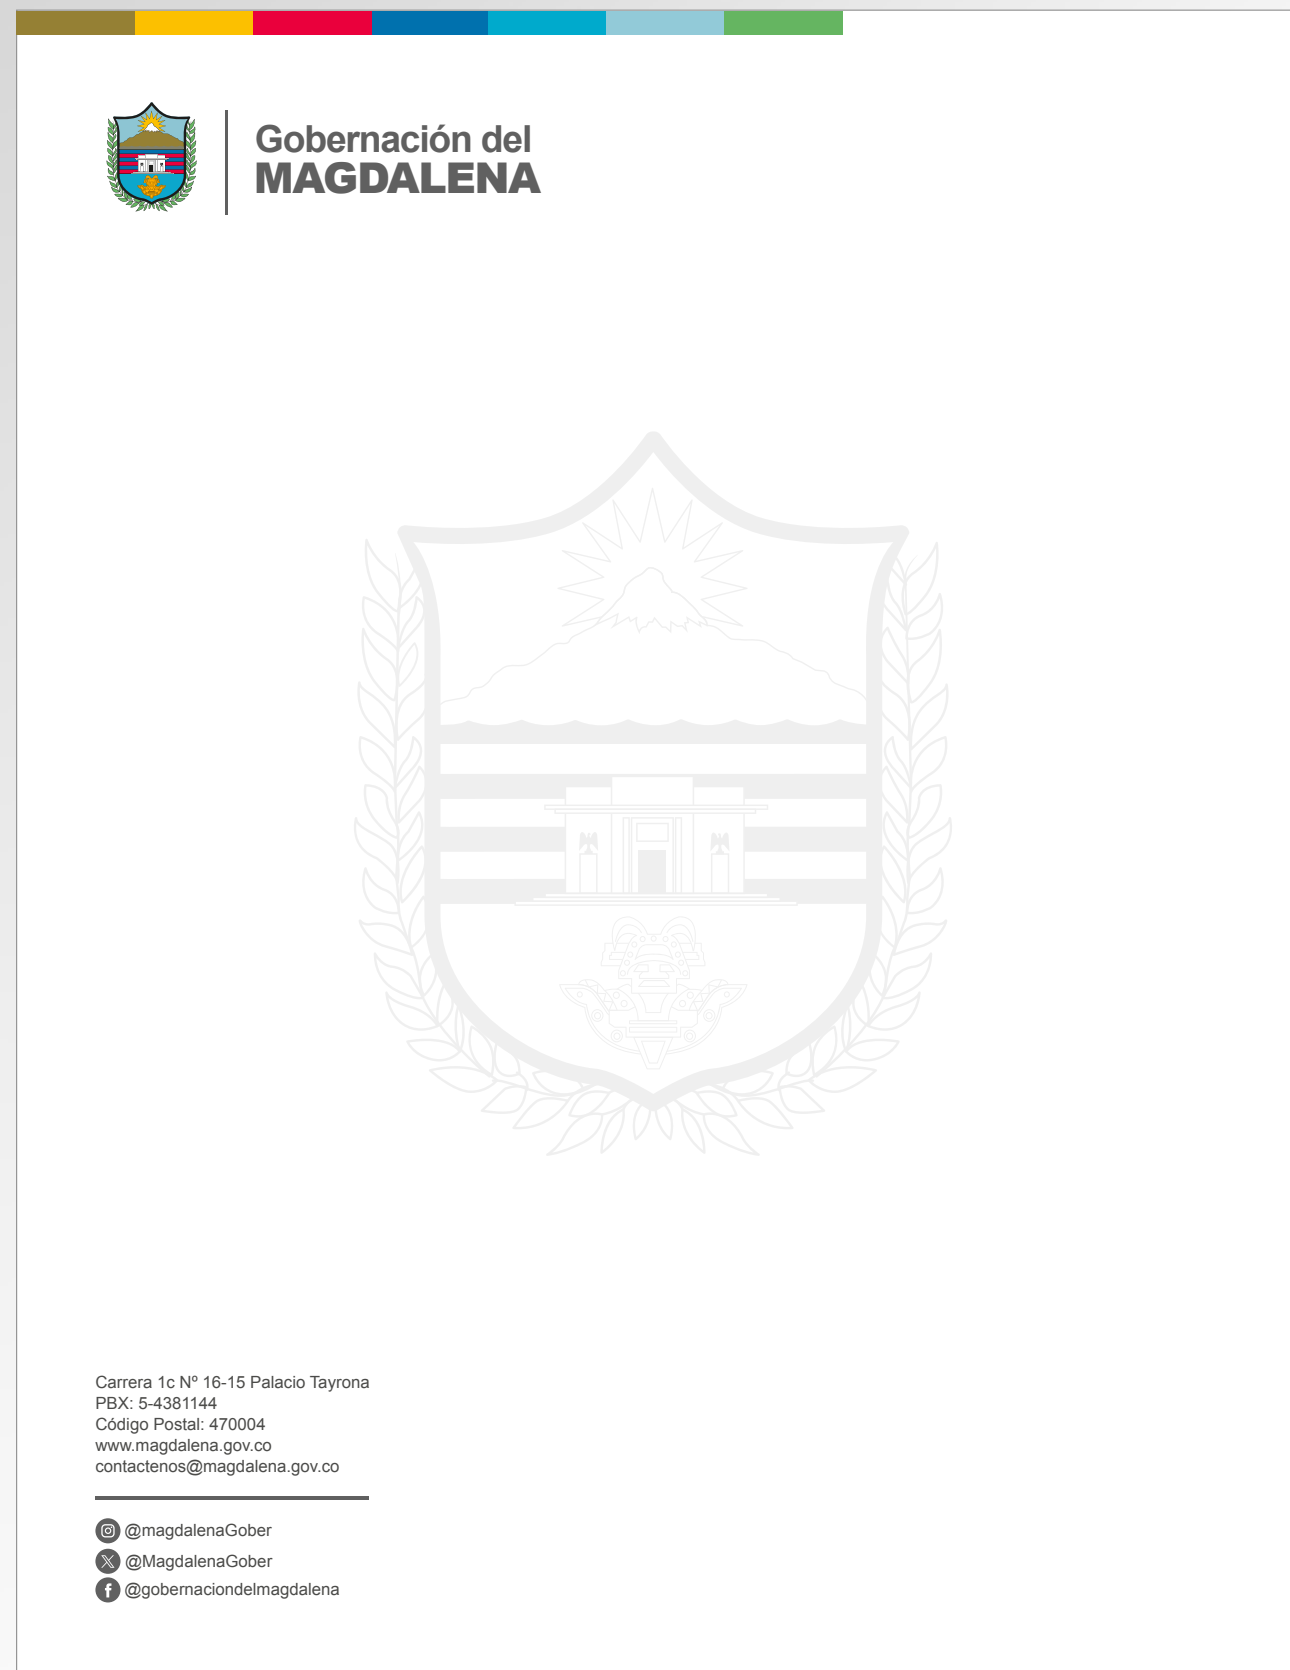 Gobernación del
MAGDALENA
Carrera 1c Nº 16-15 Palacio Tayrona
PBX: 5-4381144
Código Postal: 470004
www.magdalena.gov.co
contactenos@magdalena.gov.co
@magdalenaGober
@MagdalenaGober
@gobernaciondelmagdalena